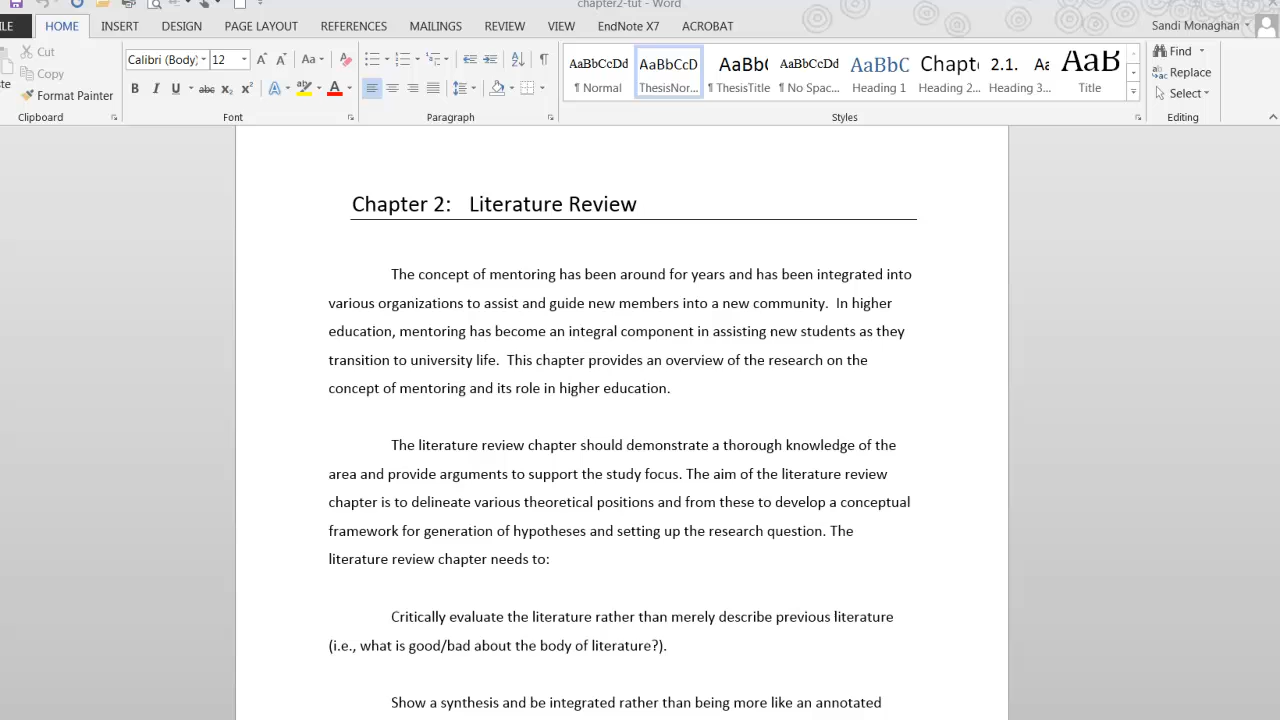 chapter2-tut - Word
HOME INSERT DESIGN PAGE LAYOUT REFERENCES MAILINGS REVIEW VIEW EndNote X7 ACROBAT Sandi Monaghan
Cut
Copy
Format Painter
Clipboard
Calibri (Body) 12
Font
Paragraph
AaBbCcDd AaBbCcD AaBbC AaBbCcDd AaBbC Chapte 2.1. Aa AaB
¶ Normal ThesisNor... ¶ ThesisTitle ¶ No Spac... Heading 1 Heading 2... Heading 3... Title
Styles
Find
Replace
Select
Editing
Chapter 2: Literature Review
The concept of mentoring has been around for years and has been integrated into
various organizations to assist and guide new members into a new community. In higher
education, mentoring has become an integral component in assisting new students as they
transition to university life. This chapter provides an overview of the research on the
concept of mentoring and its role in higher education.
The literature review chapter should demonstrate a thorough knowledge of the
area and provide arguments to support the study focus. The aim of the literature review
chapter is to delineate various theoretical positions and from these to develop a conceptual
framework for generation of hypotheses and setting up the research question. The
literature review chapter needs to:
Critically evaluate the literature rather than merely describe previous literature
(i.e., what is good/bad about the body of literature?).
Show a synthesis and be integrated rather than being more like an annotated